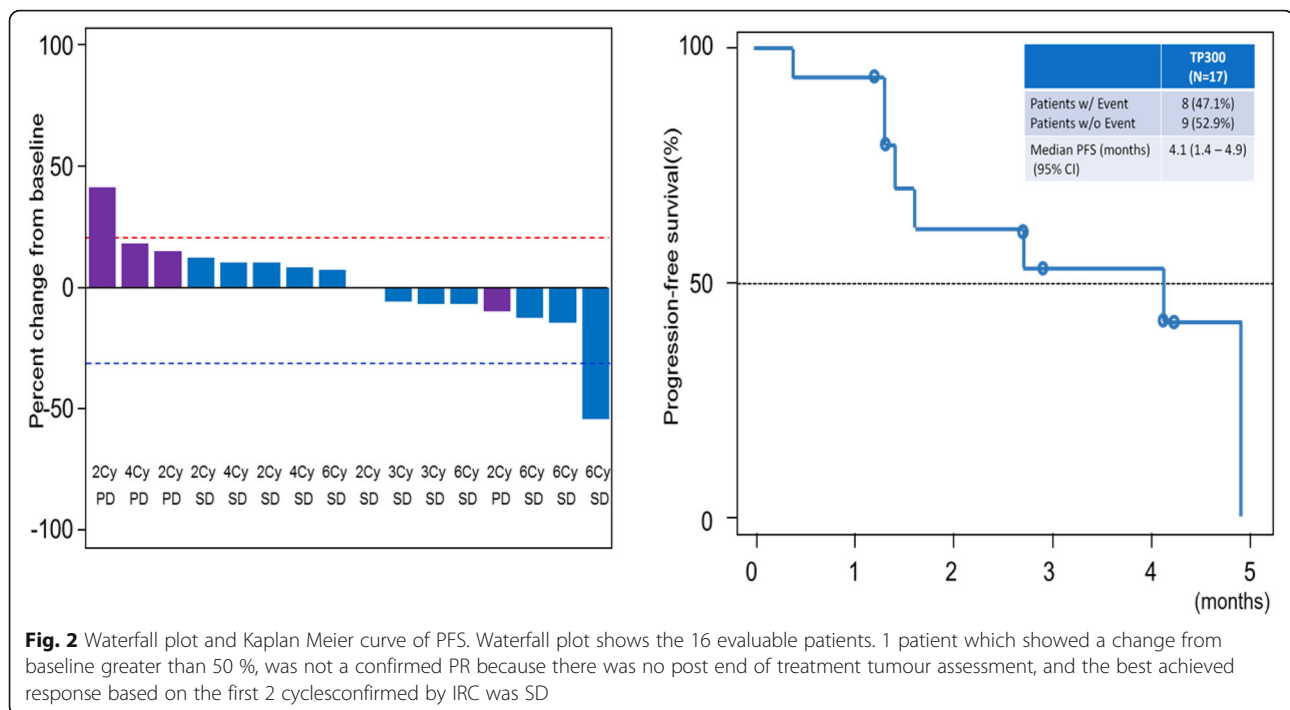 100
50
0
-50
-100
Percent change from baseline
2Cy 4Cy 2Cy 2Cy 4Cy 2Cy 4Cy 6Cy 2Cy 3Cy 3Cy 6Cy 2Cy 6Cy 6Cy 6Cy
PD PD PD SD SD SD SD SD SD SD SD SD PD SD SD SD
100
50
0
Progression-free survival(%)
TP300
(N=17)
Patients w/ Event 8 (47.1%)
Patients w/o Event 9 (52.9%)
Median PFS (months) 4.1 (1.4 – 4.9)
(95% CI)
0 1 2 3 4 5
(months)
Fig. 2 Waterfall plot and Kaplan Meier curve of PFS. Waterfall plot shows the 16 evaluable patients. 1 patient which showed a change from
baseline greater than 50 %, was not a confirmed PR because there was no post end of treatment tumour assessment, and the best achieved
response based on the first 2 cyclesconfirmed by IRC was SD